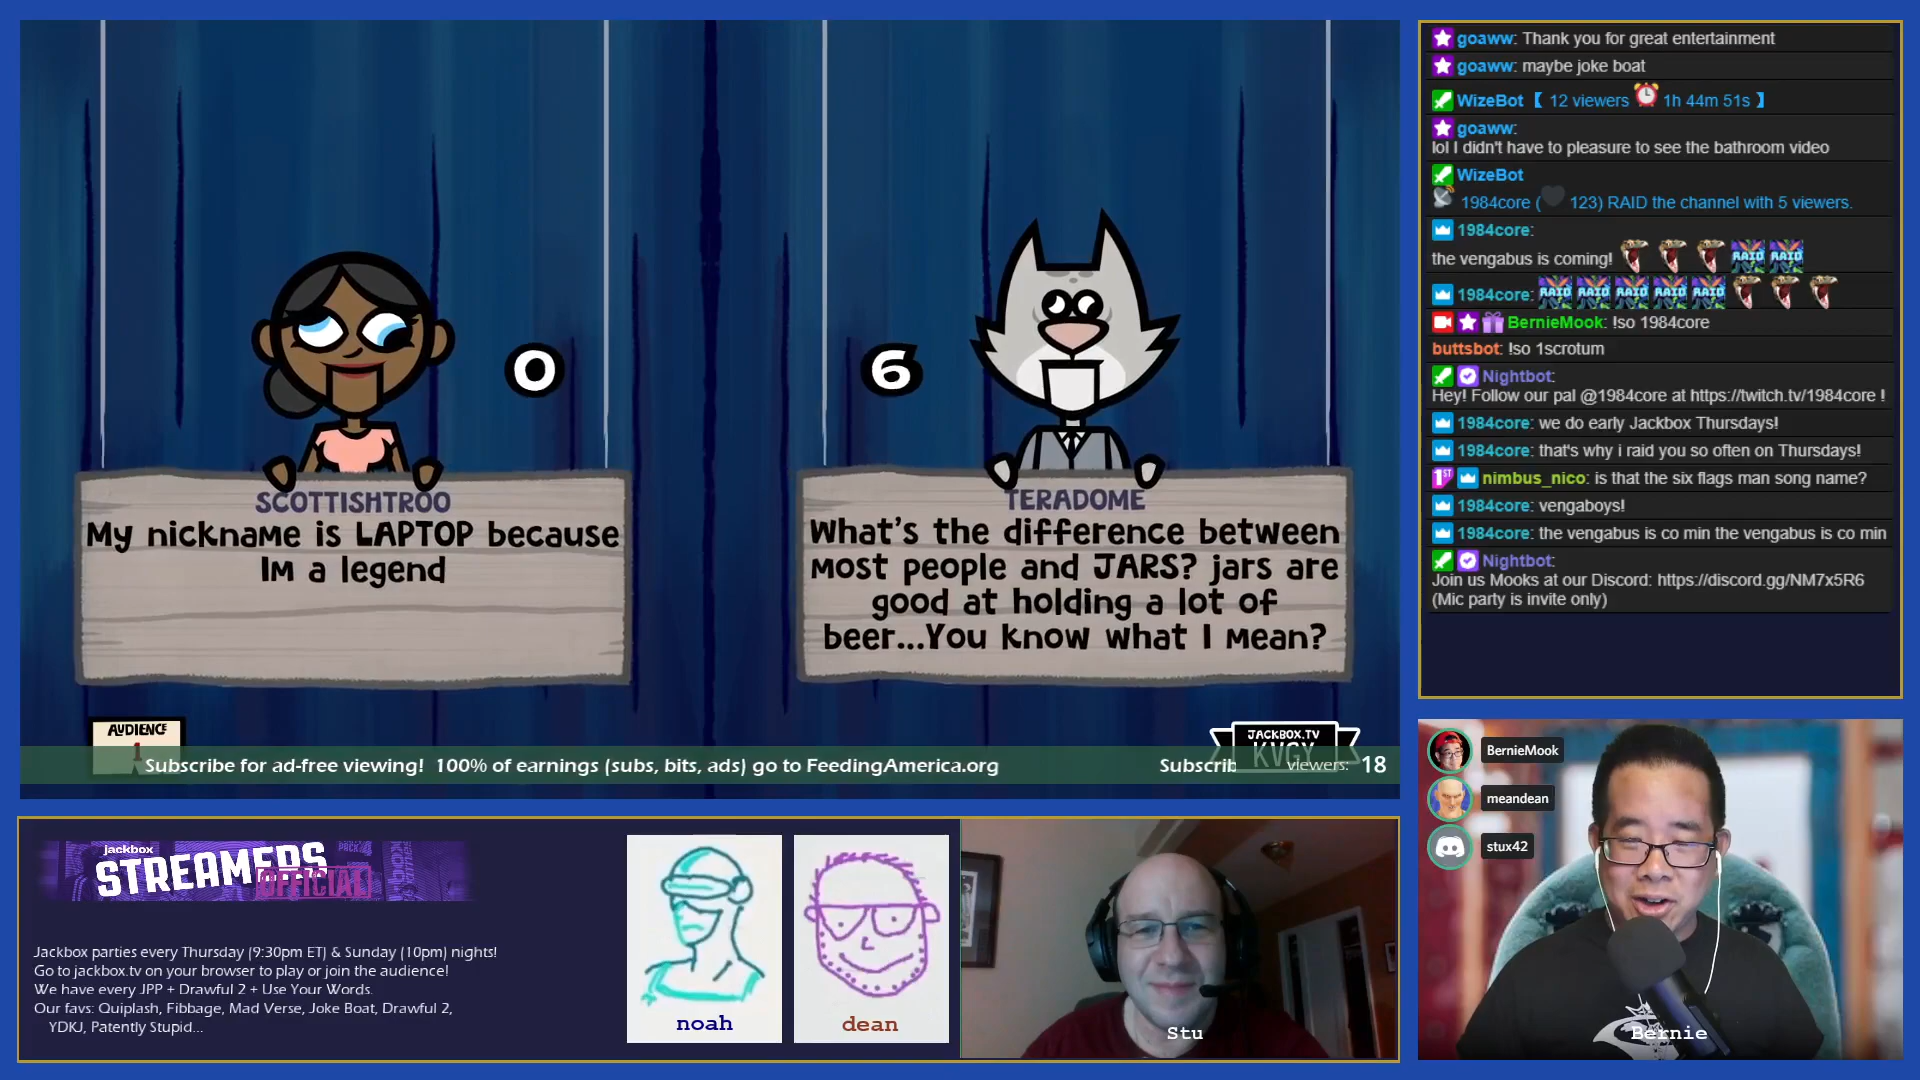 0
6
SCOTTISHTROO
My nickname is LAPTOP because
Im a legend
TERADOME
What's the difference between
most people and JARS? jars are
good at holding a lot of
beer...You know what I mean?
AUDIENCE
1
JACKBOX.TV
KVGY
Subscribe for ad-free viewing! 100% of earnings (subs, bits, ads) go to FeedingAmerica.org
Subscrib
viewers: 18
goaww: Thank you for great entertainment
goaww: maybe joke boat
WizeBot 【 12 viewers 1h 44m 51s 】
goaww:
lol I didn't have to pleasure to see the bathroom video
WizeBot
1984core ( 123) RAID the channel with 5 viewers.
1984core:
the vengabus is coming! RAID RAID
1984core: RAID RAID RAID RAID RAID
BernieMook: !so 1984core
buttsbot: !so 1scrotum
Nightbot:
Hey! Follow our pal @1984core at https://twitch.tv/1984core !
1984core: we do early Jackbox Thursdays!
1984core: that's why i raid you so often on Thursdays!
1ST nimbus_nico: is that the six flags man song name?
1984core: vengaboys!
1984core: the vengabus is co min the vengabus is co min
Nightbot:
Join us Mooks at our Discord: https://discord.gg/NM7x5R6
(Mic party is invite only)
jackbox
STREAMERS
OFFICIAL
Jackbox parties every Thursday (9:30pm ET) & Sunday (10pm) nights!
Go to jackbox.tv on your browser to play or join the audience!
We have every JPP + Drawful 2 + Use Your Words.
Our favs: Quiplash, Fibbage, Mad Verse, Joke Boat, Drawful 2,
YDKJ, Patently Stupid...
noah
dean
Stu
BernieMook
meandean
stux42
Bernie